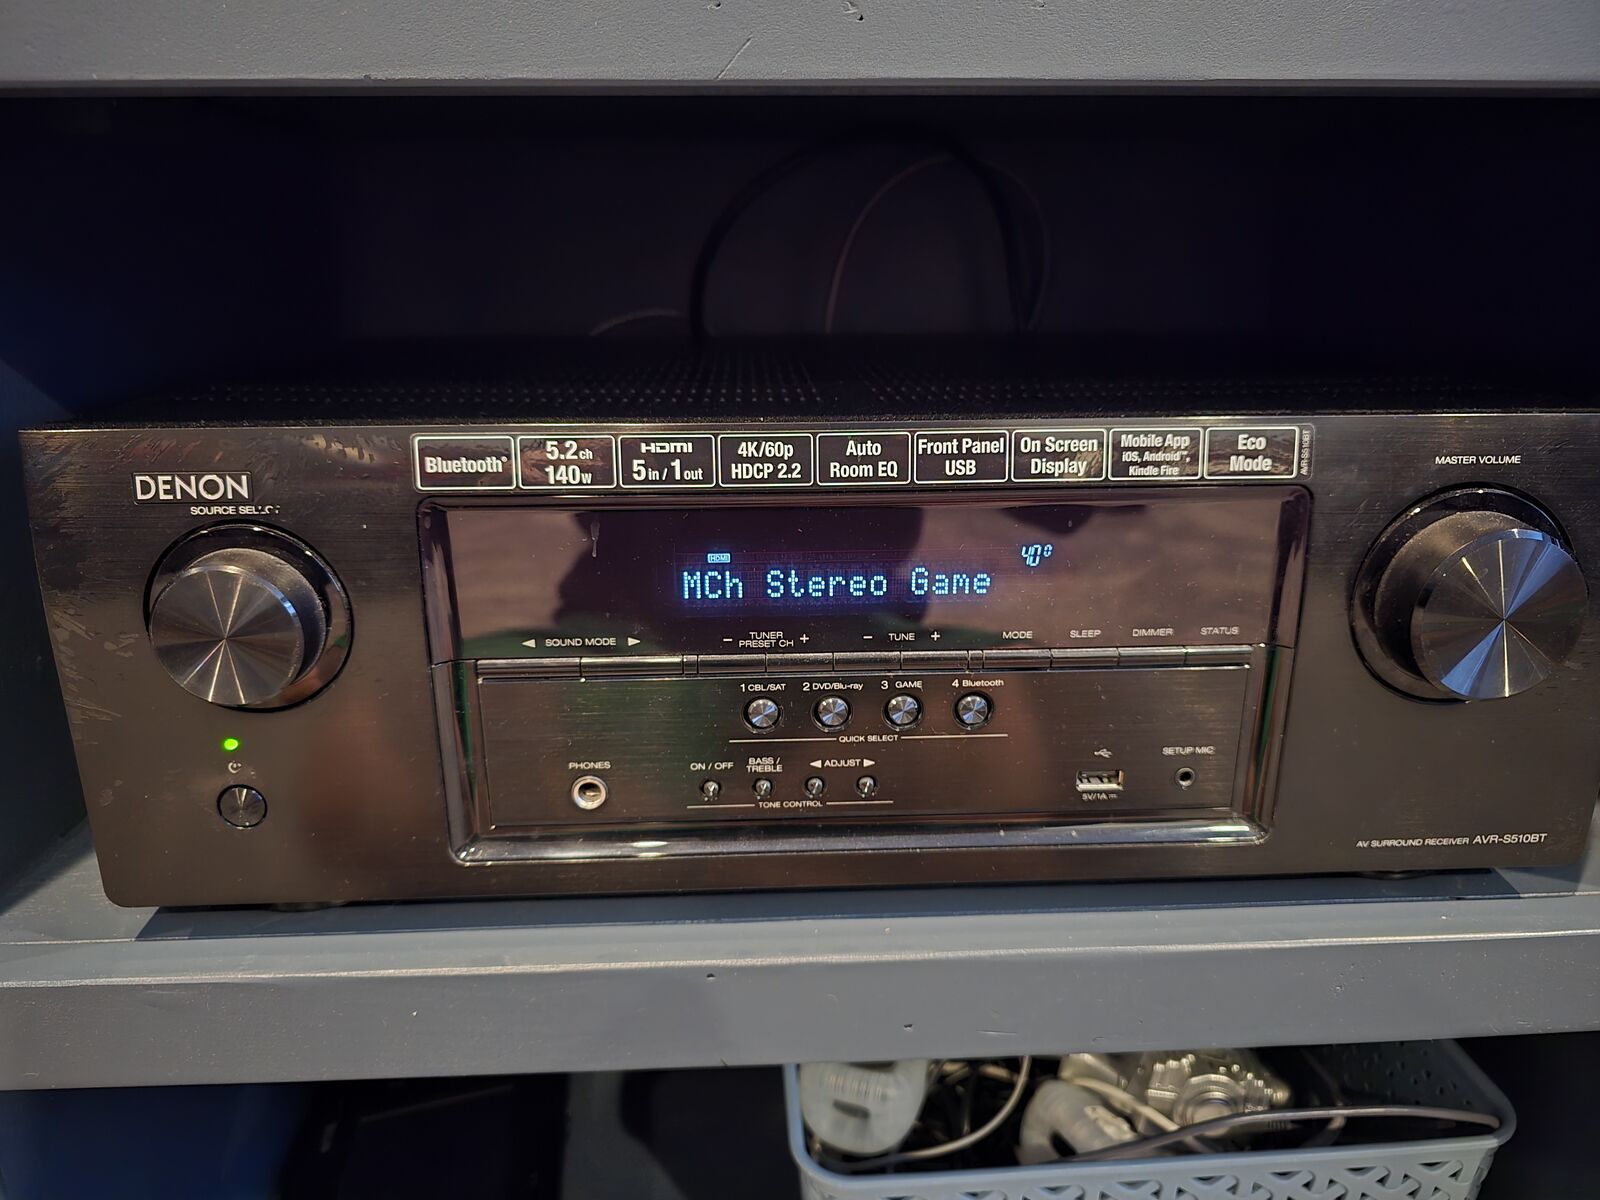 Bluetooth®
5.2ch
140w
HDMI
5in / 1out
4K/60p
HDCP 2.2
Auto
Room EQ
Front Panel
USB
On Screen
Display
Mobile App
iOS, Android™,
Kindle Fire
Eco
Mode
AVR-S510BT
DENON
SOURCE
MASTER VOLUME
HDMI
40
MCh Stereo Game
◄ SOUND MODE ►
− TUNER PRESET CH +
− TUNE +
MODE
SLEEP
DIMMER
STATUS
1 CBL/SAT
2 DVD/Blu-ray
3 GAME
4 Bluetooth
QUICK SELECT
PHONES
ON / OFF
BASS /
TREBLE
◄ ADJUST ►
TONE CONTROL
5V/1A
SETUP MIC
AV SURROUND RECEIVER AVR-S510BT